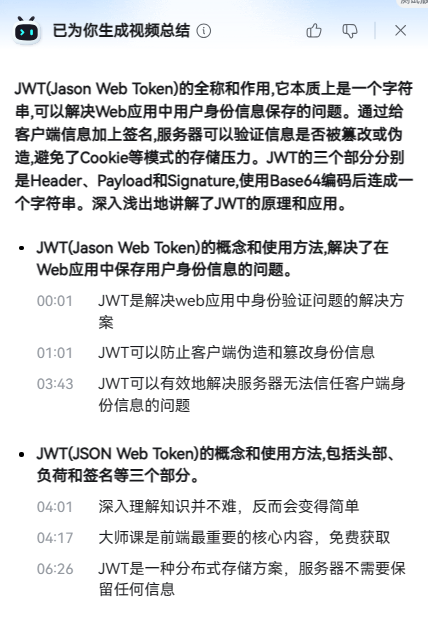 已为你生成视频总结
JWT(Jason Web Token)的全称和作用,它本质上是一个字符
串,可以解决Web应用中用户身份信息保存的问题。通过给
客户端信息加上签名,服务器可以验证信息是否被篡改或伪
造,避免了Cookie等模式的存储压力。JWT的三个部分分别
是Header、Payload和Signature,使用Base64编码后连成一
个字符串。深入浅出地讲解了JWT的原理和应用。
JWT(Jason Web Token)的概念和使用方法,解决了在
Web应用中保存用户身份信息的问题。
00:01 JWT是解决web应用中身份验证问题的解决方
案
01:01 JWT可以防止客户端伪造和篡改身份信息
03:43 JWT可以有效地解决服务器无法信任客户端身
份信息的问题
JWT(JSON Web Token)的概念和使用方法,包括头部、
负荷和签名等三个部分。
04:01 深入理解知识并不难，反而会变得简单
04:17 大师课是前端最重要的核心内容，免费获取
06:26 JWT是一种分布式存储方案，服务器不需要保
留任何信息